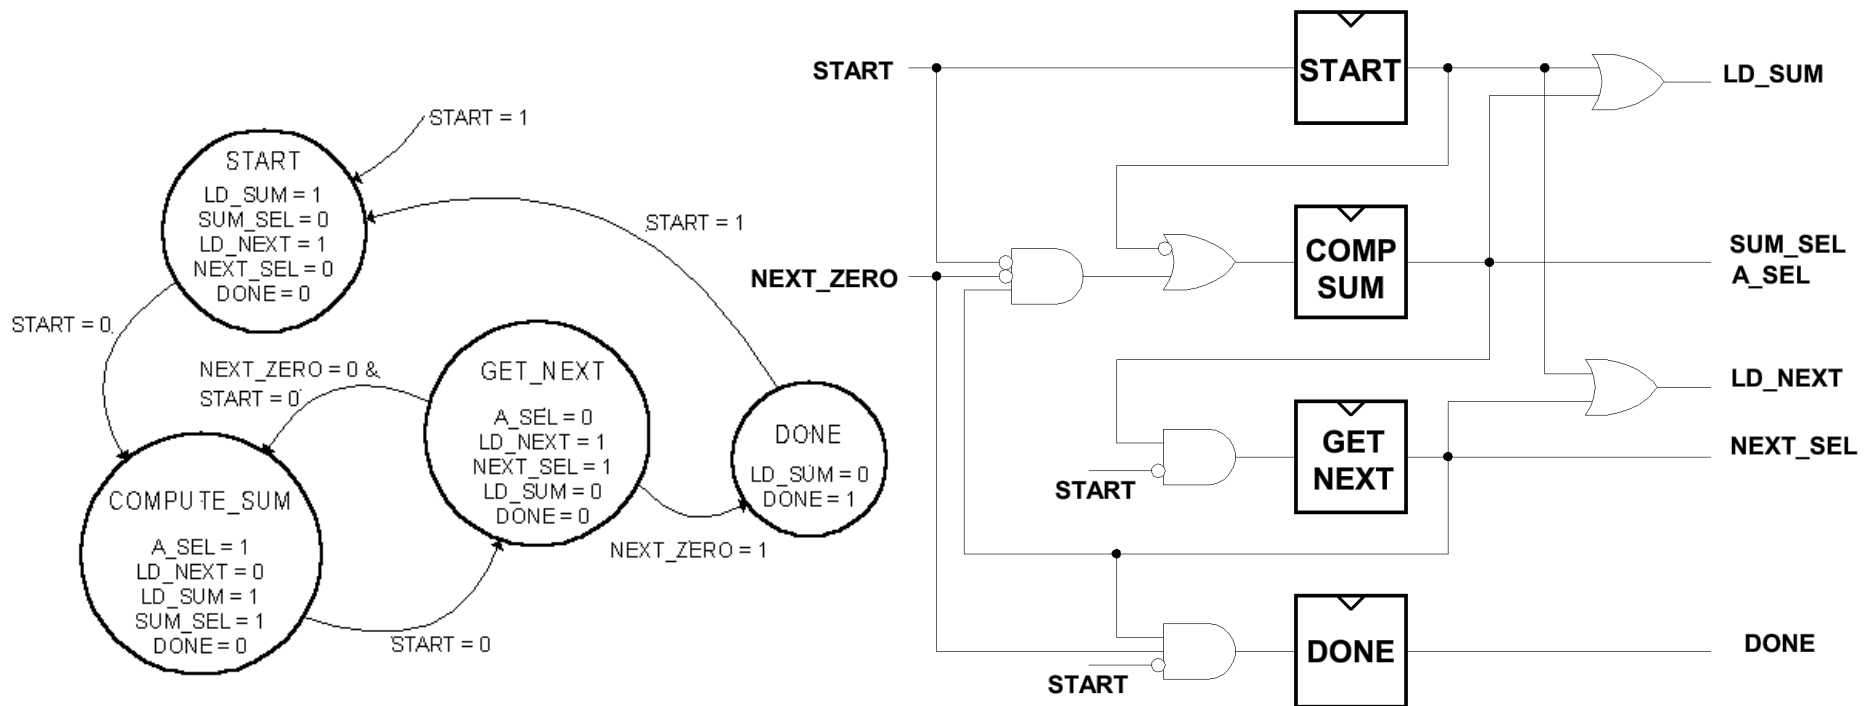 START = 1
START
LD_SUM = 1
SUM_SEL = 0
LD_NEXT = 1
NEXT_SEL = 0
DONE = 0
START = 1
START = 0
NEXT_ZERO = 0 &
START = 0
GET_NEXT
A_SEL = 0
LD_NEXT = 1
NEXT_SEL = 1
LD_SUM = 0
DONE = 0
DONE
LD_SUM = 0
DONE = 1
COMPUTE_SUM
A_SEL = 1
LD_NEXT = 0
LD_SUM = 1
SUM_SEL = 1
DONE = 0
START = 0
NEXT_ZERO = 1
START
START
LD_SUM
NEXT_ZERO
COMP
SUM
SUM_SEL
A_SEL
LD_NEXT
START
GET
NEXT
NEXT_SEL
START
DONE
DONE